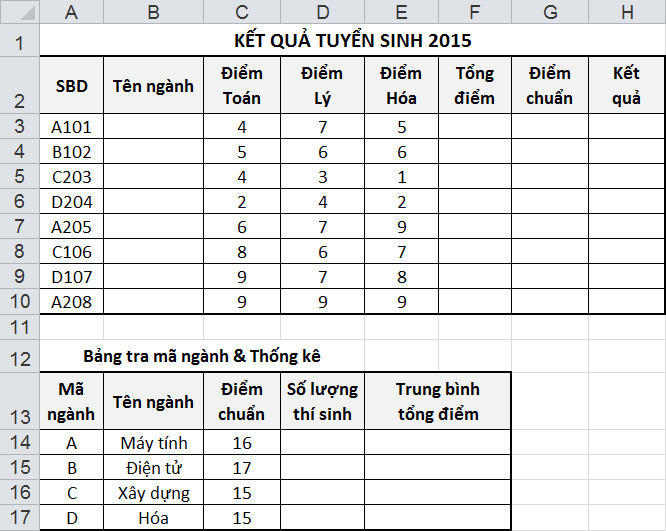 A B C D E F G H
1 KẾT QUẢ TUYỂN SINH 2015
2 SBD Tên ngành Điểm Toán Điểm Lý Điểm Hóa Tổng điểm Điểm chuẩn Kết quả
3 A101 4 7 5
4 B102 5 6 6
5 C203 4 3 1
6 D204 2 4 2
7 A205 6 7 9
8 C106 8 6 7
9 D107 9 7 8
10 A208 9 9 9
11
12 Bảng tra mã ngành & Thống kê
13 Mã ngành Tên ngành Điểm chuẩn Số lượng thí sinh Trung bình tổng điểm
14 A Máy tính 16
15 B Điện tử 17
16 C Xây dựng 15
17 D Hóa 15